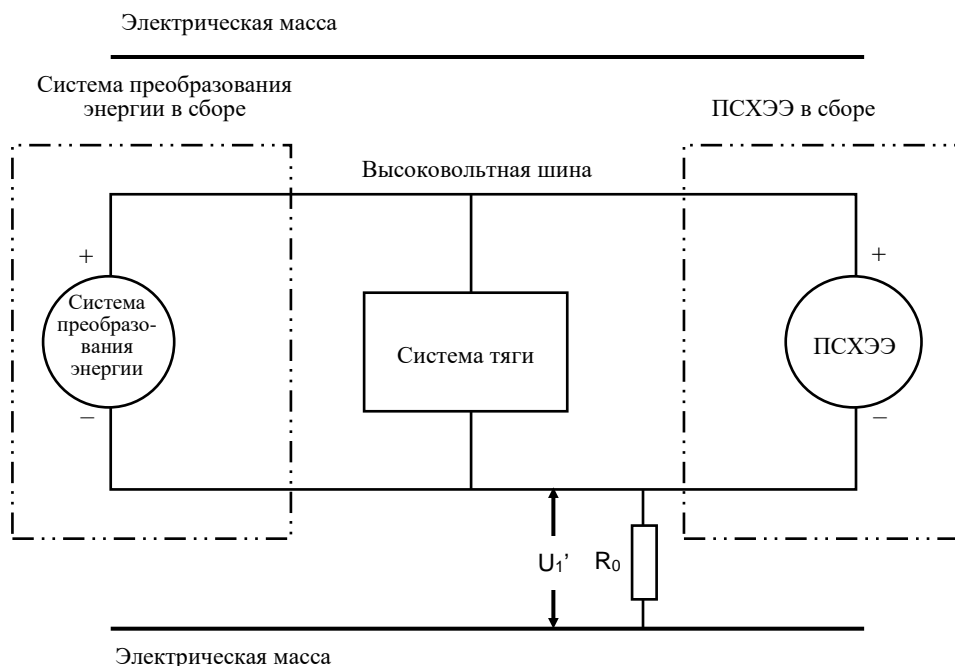 Электрическая масса
Система преобразования
энергии в сборе
ПСХЭЭ в сборе
Высоковольтная шина
+
+
Система
преобразо-
вания
энергии
Система тяги
ПСХЭЭ
–
–
U1’
R0
Электрическая масса